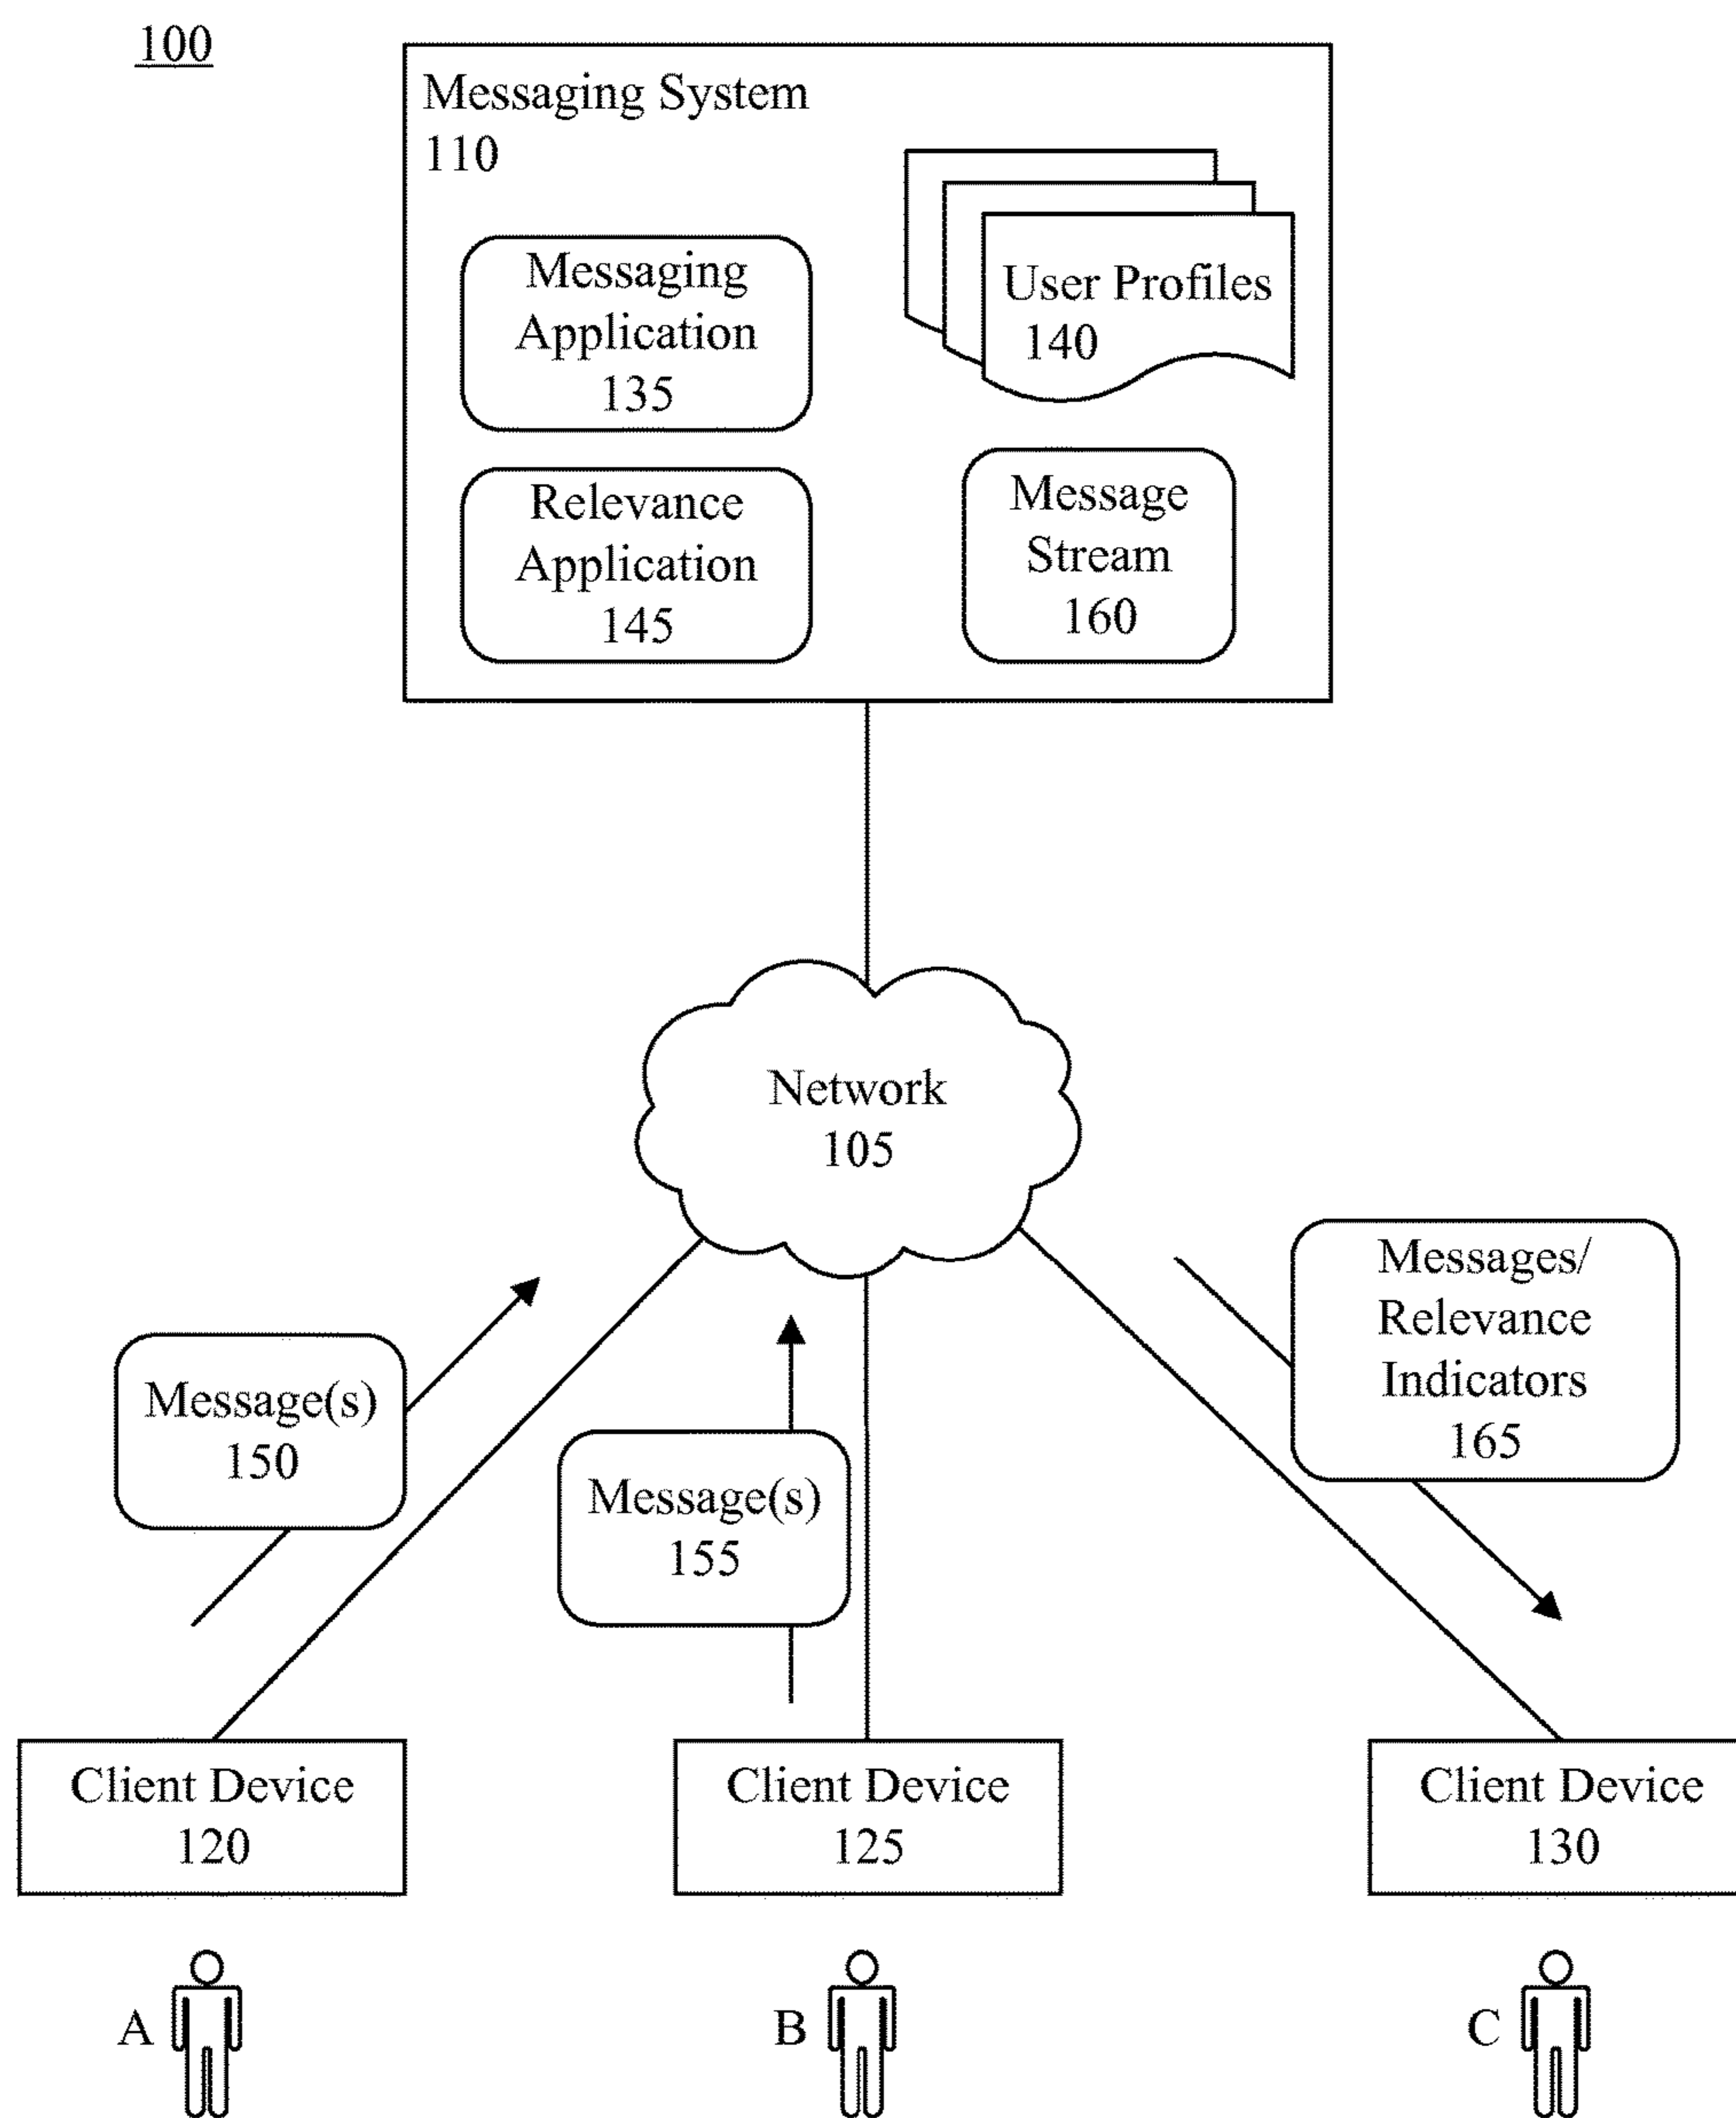 100
Messaging System
110
Messaging
Application
135
User Profiles
140
Relevance
Application
145
Message
Stream
160
Network
105
Messages/
Relevance
Indicators
165
Message(s)
150
Message(s)
155
Client Device
120
Client Device
125
Client Device
130
A
B
C